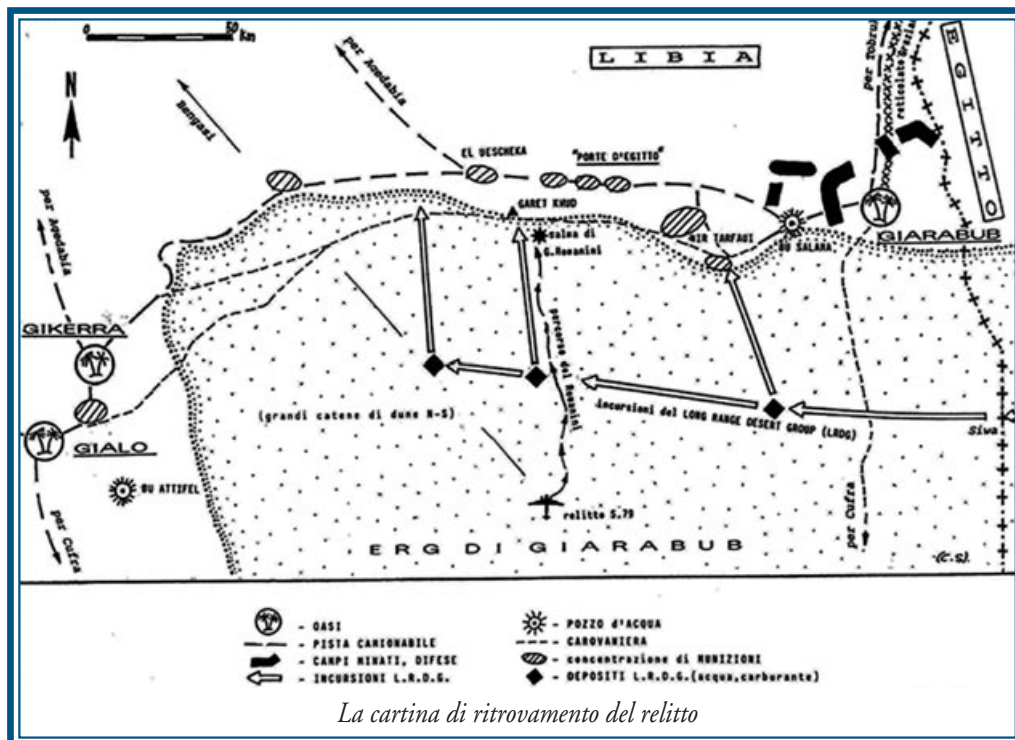 0 50 Km
N
LIBIA
EGITTO
per Agedabia
Bengasi
per Tobruk
reticolato Graziani
EL UESCHEKA
"PORTE D'EGITTO"
GARET KHUD
salma di
G.Romanini
BIR TARFAUI
BU SALAMA
GIARABUB
per Agedabia
GIKERRA
percorso del Romanini
(grandi catene di dune N-S)
incursioni del LONG RANGE DESERT GROUP (LRDG)
Siwa
GIALO
BU ATTIFEL
relitto S.79
per Cufra
per Cufra
ERG DI GIARABUB
(C.S).
- OASI
- PISTA CAMIONABILE
- CAMPI MINATI, DIFESE
- INCURSIONI L.R.D.G.
- POZZO d'ACQUA
- CAROVANIERA
- concentrazione di MUNIZIONI
- DEPOSITI L.R.D.G.(acqua,carburante)
La cartina di ritrovamento del relitto